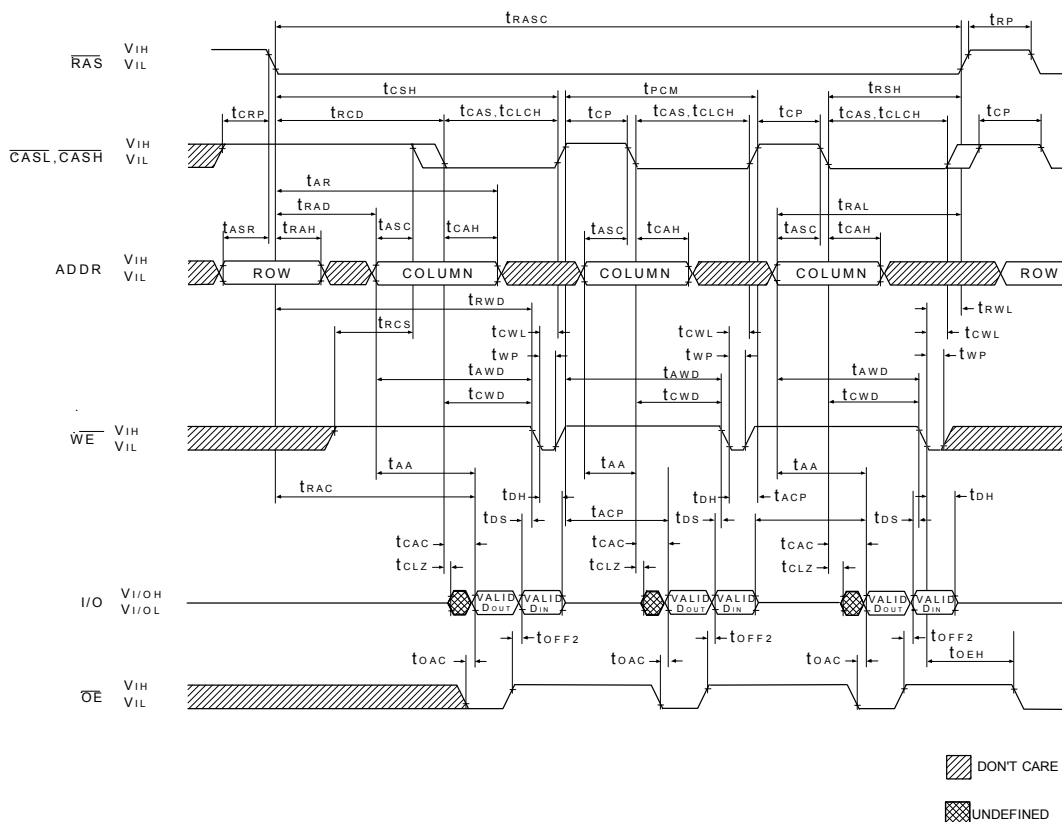 tRASC tRP
RAS VIH
VIL
tCSH tPCM tRSH
tCRP tRCD tCAS,tCLCH tCP tCAS,tCLCH tCP tCAS,tCLCH tCP
CASL,CASH VIH
VIL
tAR
tRAD tRAL
tASR tRAH tASC tCAH tASC tCAH tASC tCAH
ADDR VIH
VIL
ROW COLUMN COLUMN COLUMN ROW
tRWD tRWL
tRCS tCWL tCWL tCWL
tWP tWP tWP
tAWD tAWD tAWD
tCWD tCWD tCWD
WE VIH
VIL
tAA tAA tAA
tRAC tDH tDH tACP tDH
tDS tACP tDS tDS
tCAC tCAC tCAC
tCLZ tCLZ tCLZ
I/O VI/OH
VI/OL
VALID DOUT VALID DIN VALID DOUT VALID DIN VALID DOUT VALID DIN
tOFF2 tOFF2 tOFF2
tOAC tOAC tOAC tOEH
OE VIH
VIL
DON'T CARE
UNDEFINED